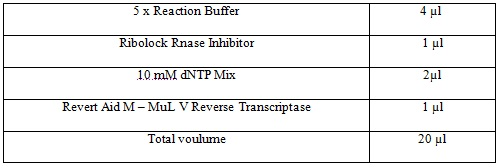 5 x Reaction Buffer 4 µl
Ribolock Rnase Inhibitor 1 µl
10 mM dNTP Mix 2µl
Revert Aid M – MuL V Reverse Transcriptase 1 µl
Total voulume 20 µl